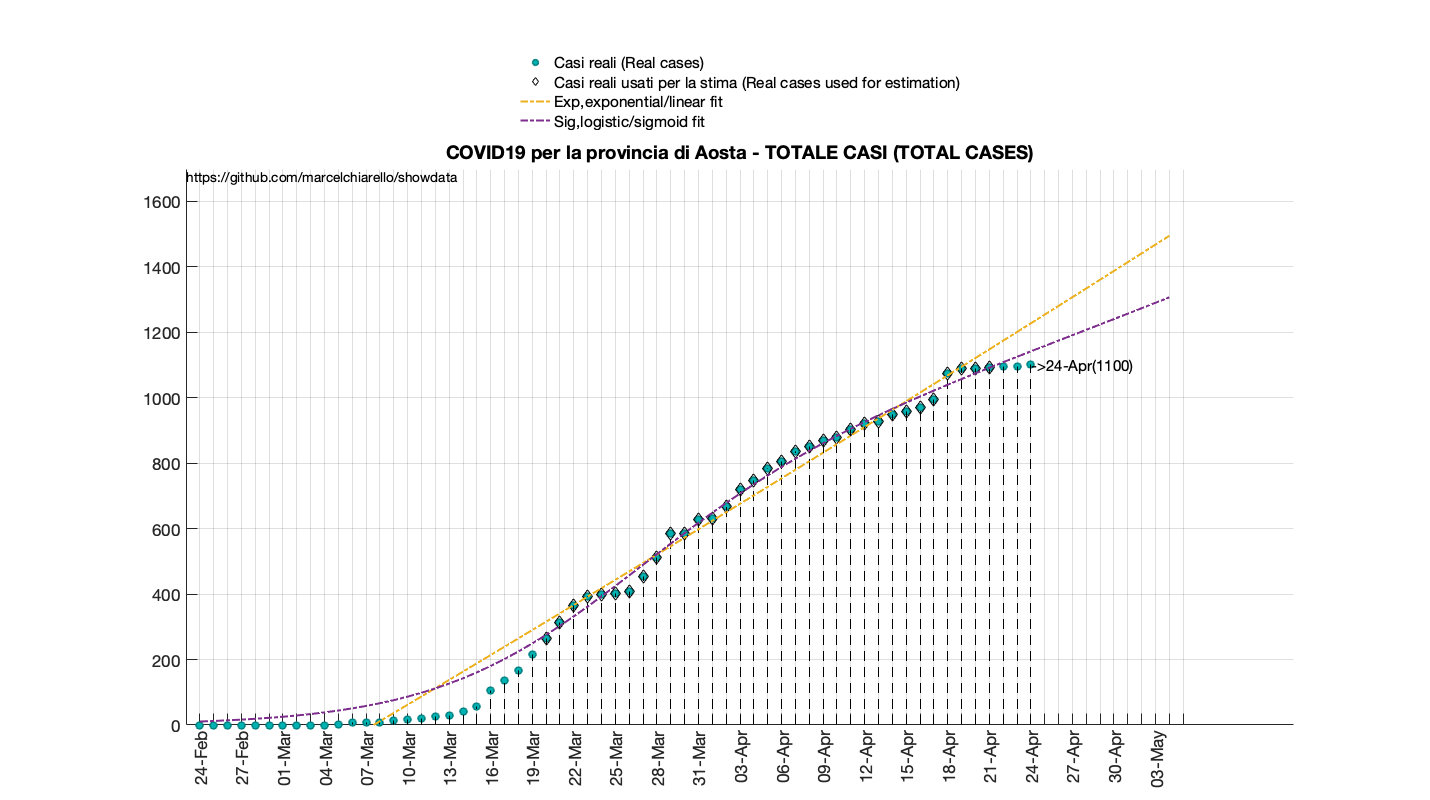 Casi reali (Real cases)
Casi reali usati per la stima (Real cases used for estimation)
Exp,exponential/linear fit
Sig,logistic/sigmoid fit
COVID19 per la provincia di Aosta - TOTALE CASI (TOTAL CASES)
https://github.com/marcelchiarello/showdata
1600
1400
1200
1000
800
600
400
200
0
->24-Apr(1100)
24-Feb
27-Feb
01-Mar
04-Mar
07-Mar
10-Mar
13-Mar
16-Mar
19-Mar
22-Mar
25-Mar
28-Mar
31-Mar
03-Apr
06-Apr
09-Apr
12-Apr
15-Apr
18-Apr
21-Apr
24-Apr
27-Apr
30-Apr
03-May